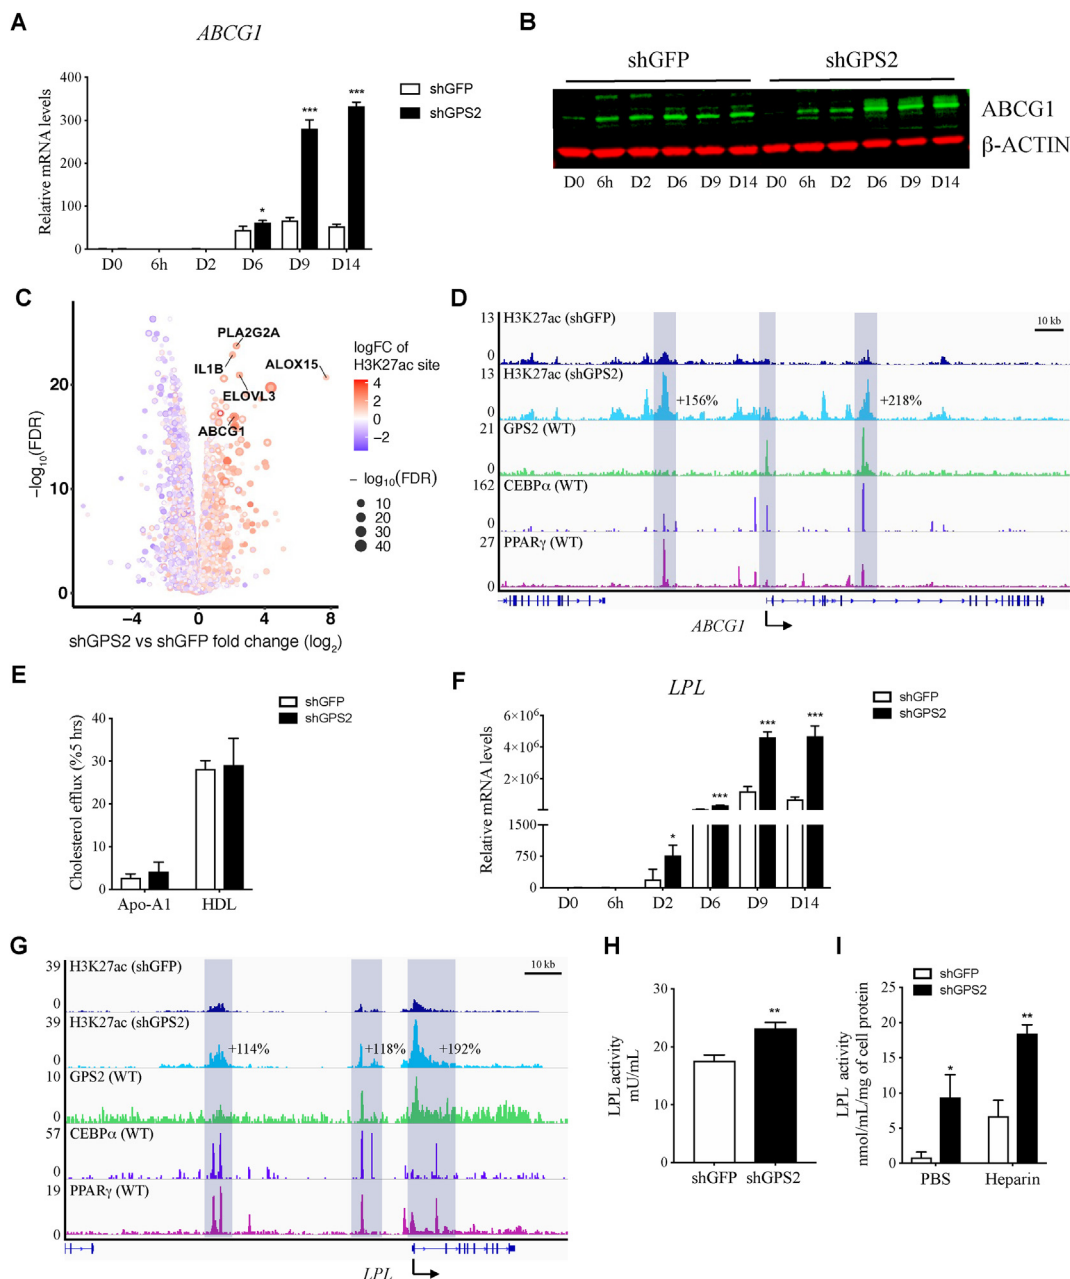 A
ABCG1
Relative mRNA levels
400
300
200
100
0
*
***
***
D0 6h D2 D6 D9 D14
shGFP
shGPS2
B
shGFP shGPS2
ABCG1
β-ACTIN
D0 6h D2 D6 D9 D14 D0 6h D2 D6 D9 D14
C
−log10(FDR)
20
10
0
PLA2G2A
IL1B
ALOX15
ELOVL3
ABCG1
−4 0 4 8
shGPS2 vs shGFP fold change (log2)
logFC of
H3K27ac site
4
2
0
−2
− log10(FDR)
10
20
30
40
D
13 H3K27ac (shGFP)
10 kb
0
H3K27ac (shGPS2)
13
+156% +218%
0
21 GPS2 (WT)
0
162 CEBPα (WT)
0
27 PPARγ (WT)
0
ABCG1
E
Cholesterol efflux (%5 hrs)
40
30
20
10
0
Apo-A1 HDL
shGFP
shGPS2
F
LPL
Relative mRNA levels
6×10⁶
4×10⁶
2×10⁶
1500
750
0
*
***
***
***
D0 6h D2 D6 D9 D14
shGFP
shGPS2
G
39 H3K27ac (shGFP)
10 kb
0
H3K27ac (shGPS2)
39
+114% +118% +192%
0
10 GPS2 (WT)
0
57 CEBPα (WT)
0
19 PPARγ (WT)
0
LPL
H
LPL activity
mU/mL
30
20
10
0
**
shGFP shGPS2
I
shGFP
shGPS2
LPL activity
nmol/mL/mg of cell protein
25
20
15
10
5
0
*
**
PBS Heparin